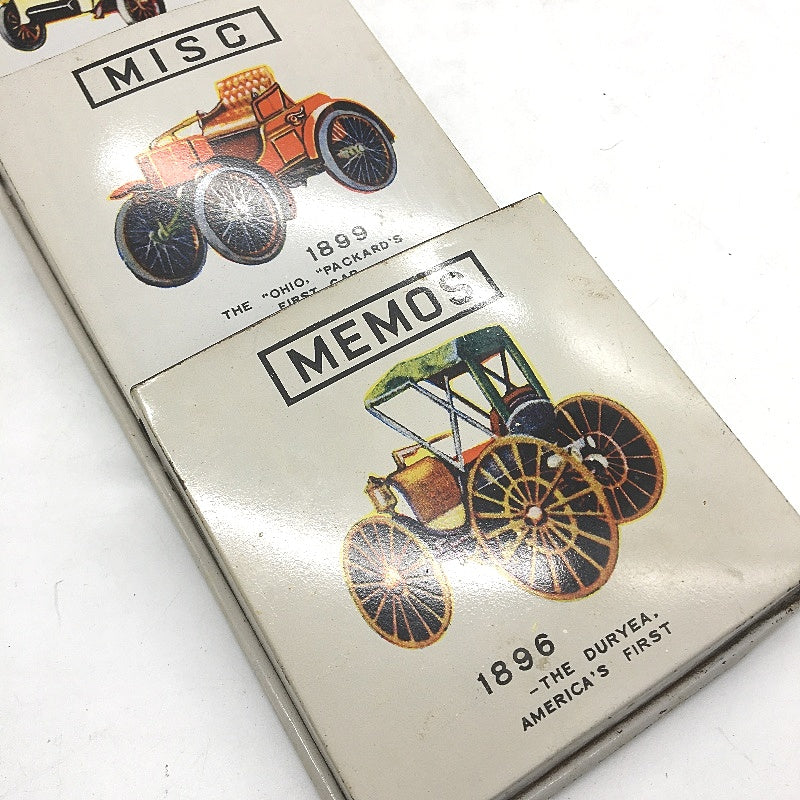 MISC
1899
THE "OHIO, "PACKARD'S
FIRST CAR
MEMOS
1896
-THE DURYEA.
AMERICA'S FIRST